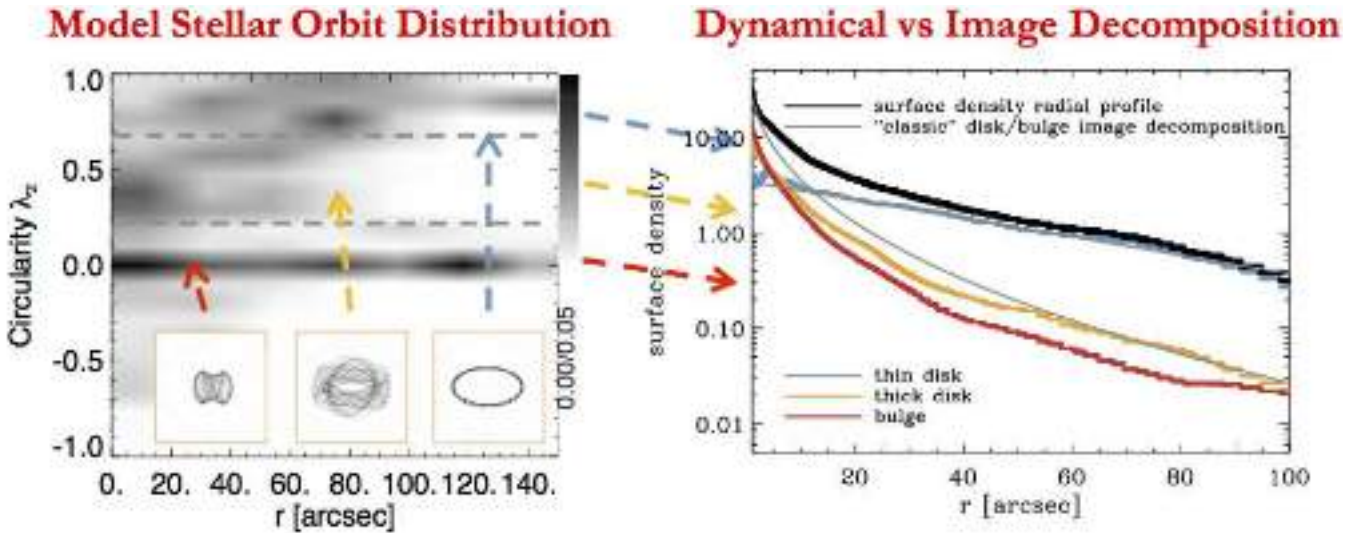 Model Stellar Orbit Distribution
Dynamical vs Image Decomposition
Circularity λz
1.0
0.5
0.0
-0.5
-1.0
0. 20. 40. 60. 80. 100.120.140.
r [arcsec]
0.00/0.05
surface density
10.00
1.00
0.10
0.01
surface density radial profile
"classic" disk/bulge image decomposition
thin disk
thick disk
bulge
20 40 60 80 100
r [arcsec]